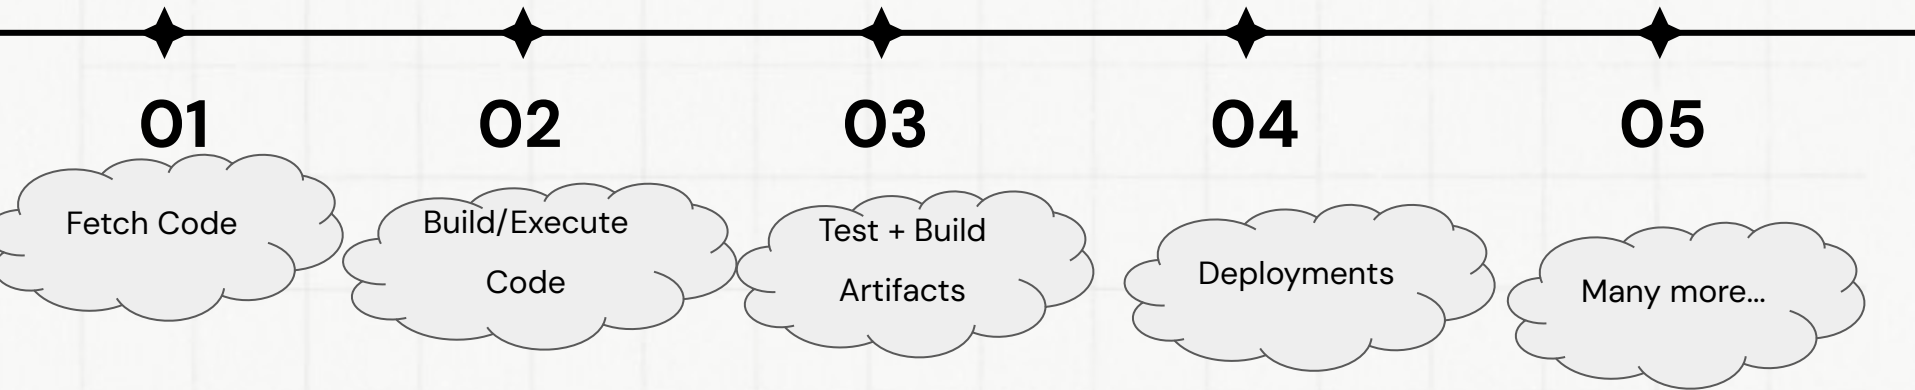 01
Fetch Code
02
Build/Execute
Code
03
Test + Build
Artifacts
04
Deployments
05
Many more...